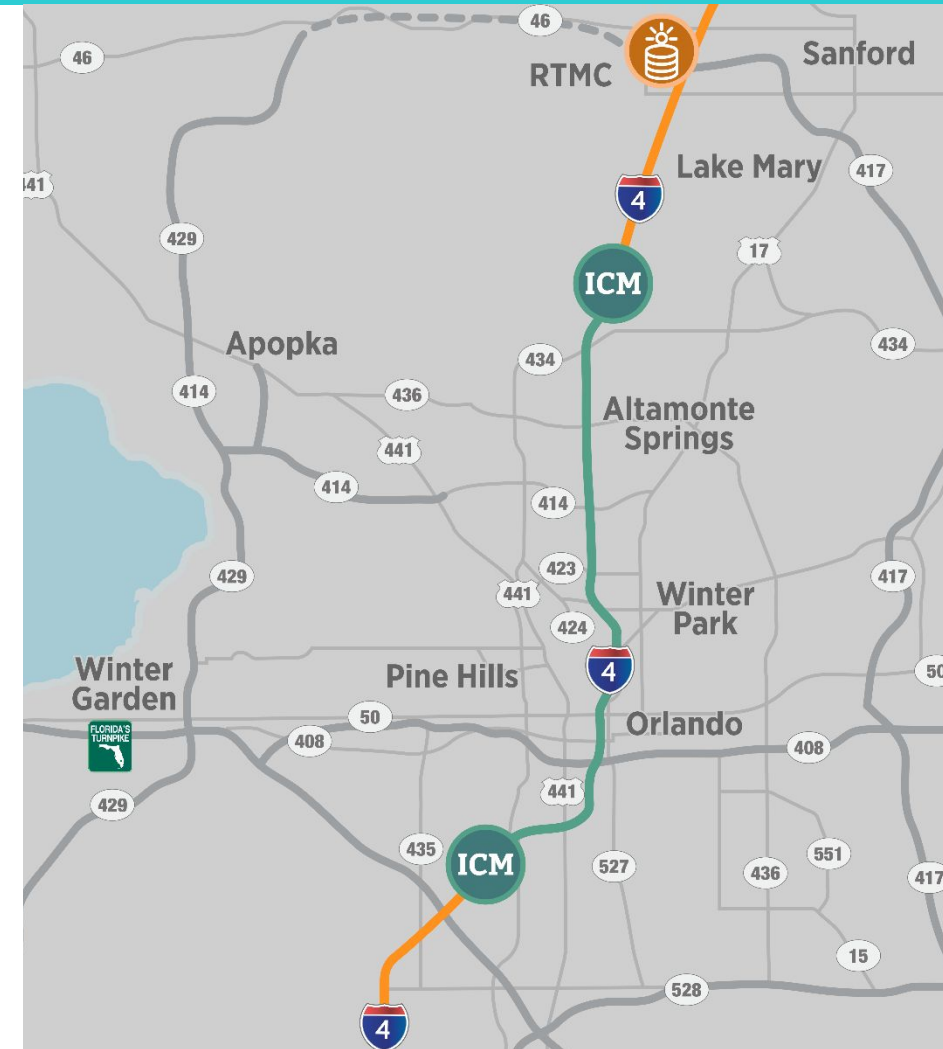 46
46
RTMC
Sanford
Lake Mary
417
441
4
429
17
ICM
Apopka
434
434
414
436
Altamonte
Springs
441
414
414
423
429
441
417
Winter
Park
424
Winter
Garden
Pine Hills
4
50
50
Orlando
FLORIDA'S
TURNPIKE
408
408
441
429
435
ICM
527
436
551
417
15
528
4